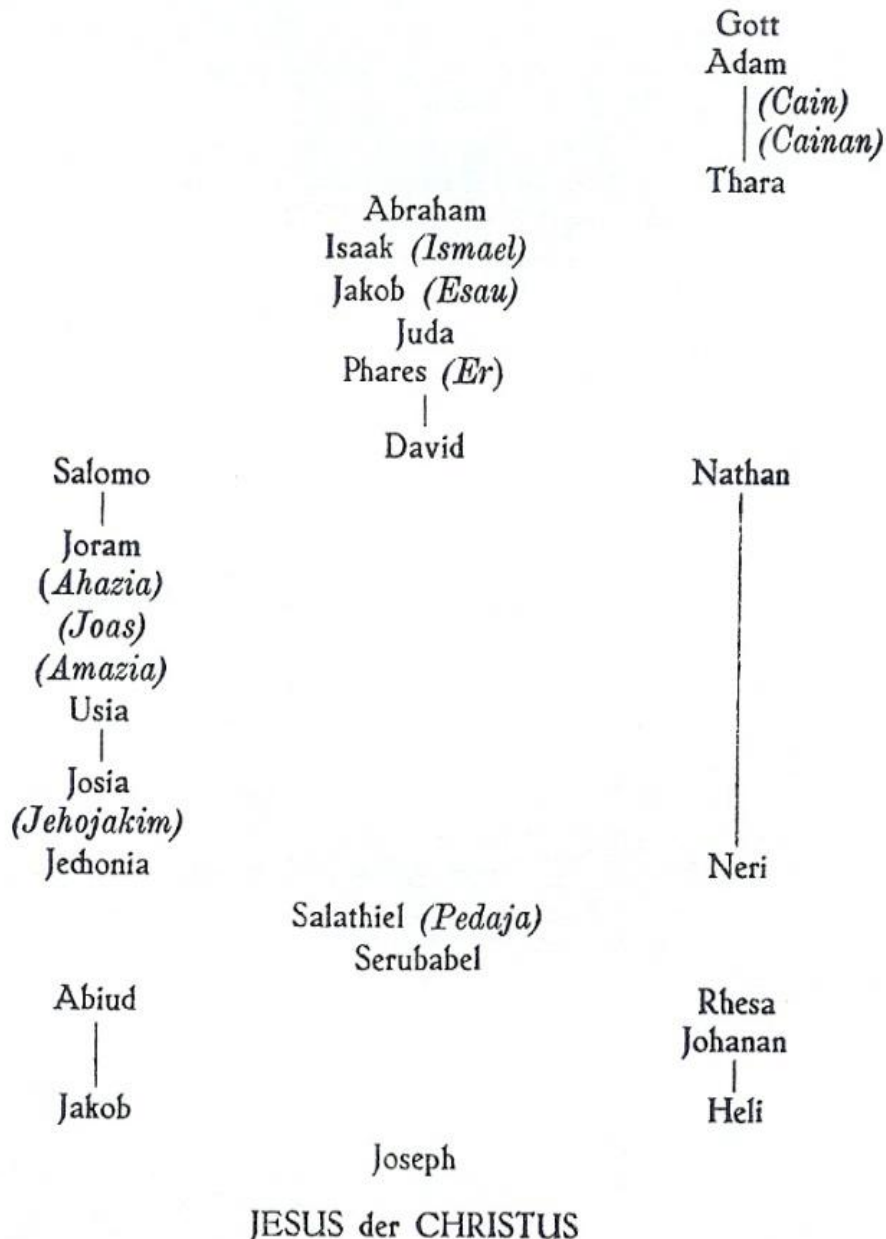 Gott
Adam
(Cain)
(Cainan)
Thara
Abraham
Isaak (Ismael)
Jakob (Esau)
Juda
Phares (Er)
David
Salomo
Nathan
Joram
(Ahazia)
(Joas)
(Amazia)
Usia
Josia
(Jehojakim)
Jechonia
Neri
Salathiel (Pedaja)
Serubabel
Abiud
Rhesa
Johanan
Jakob
Heli
Joseph
JESUS der CHRISTUS